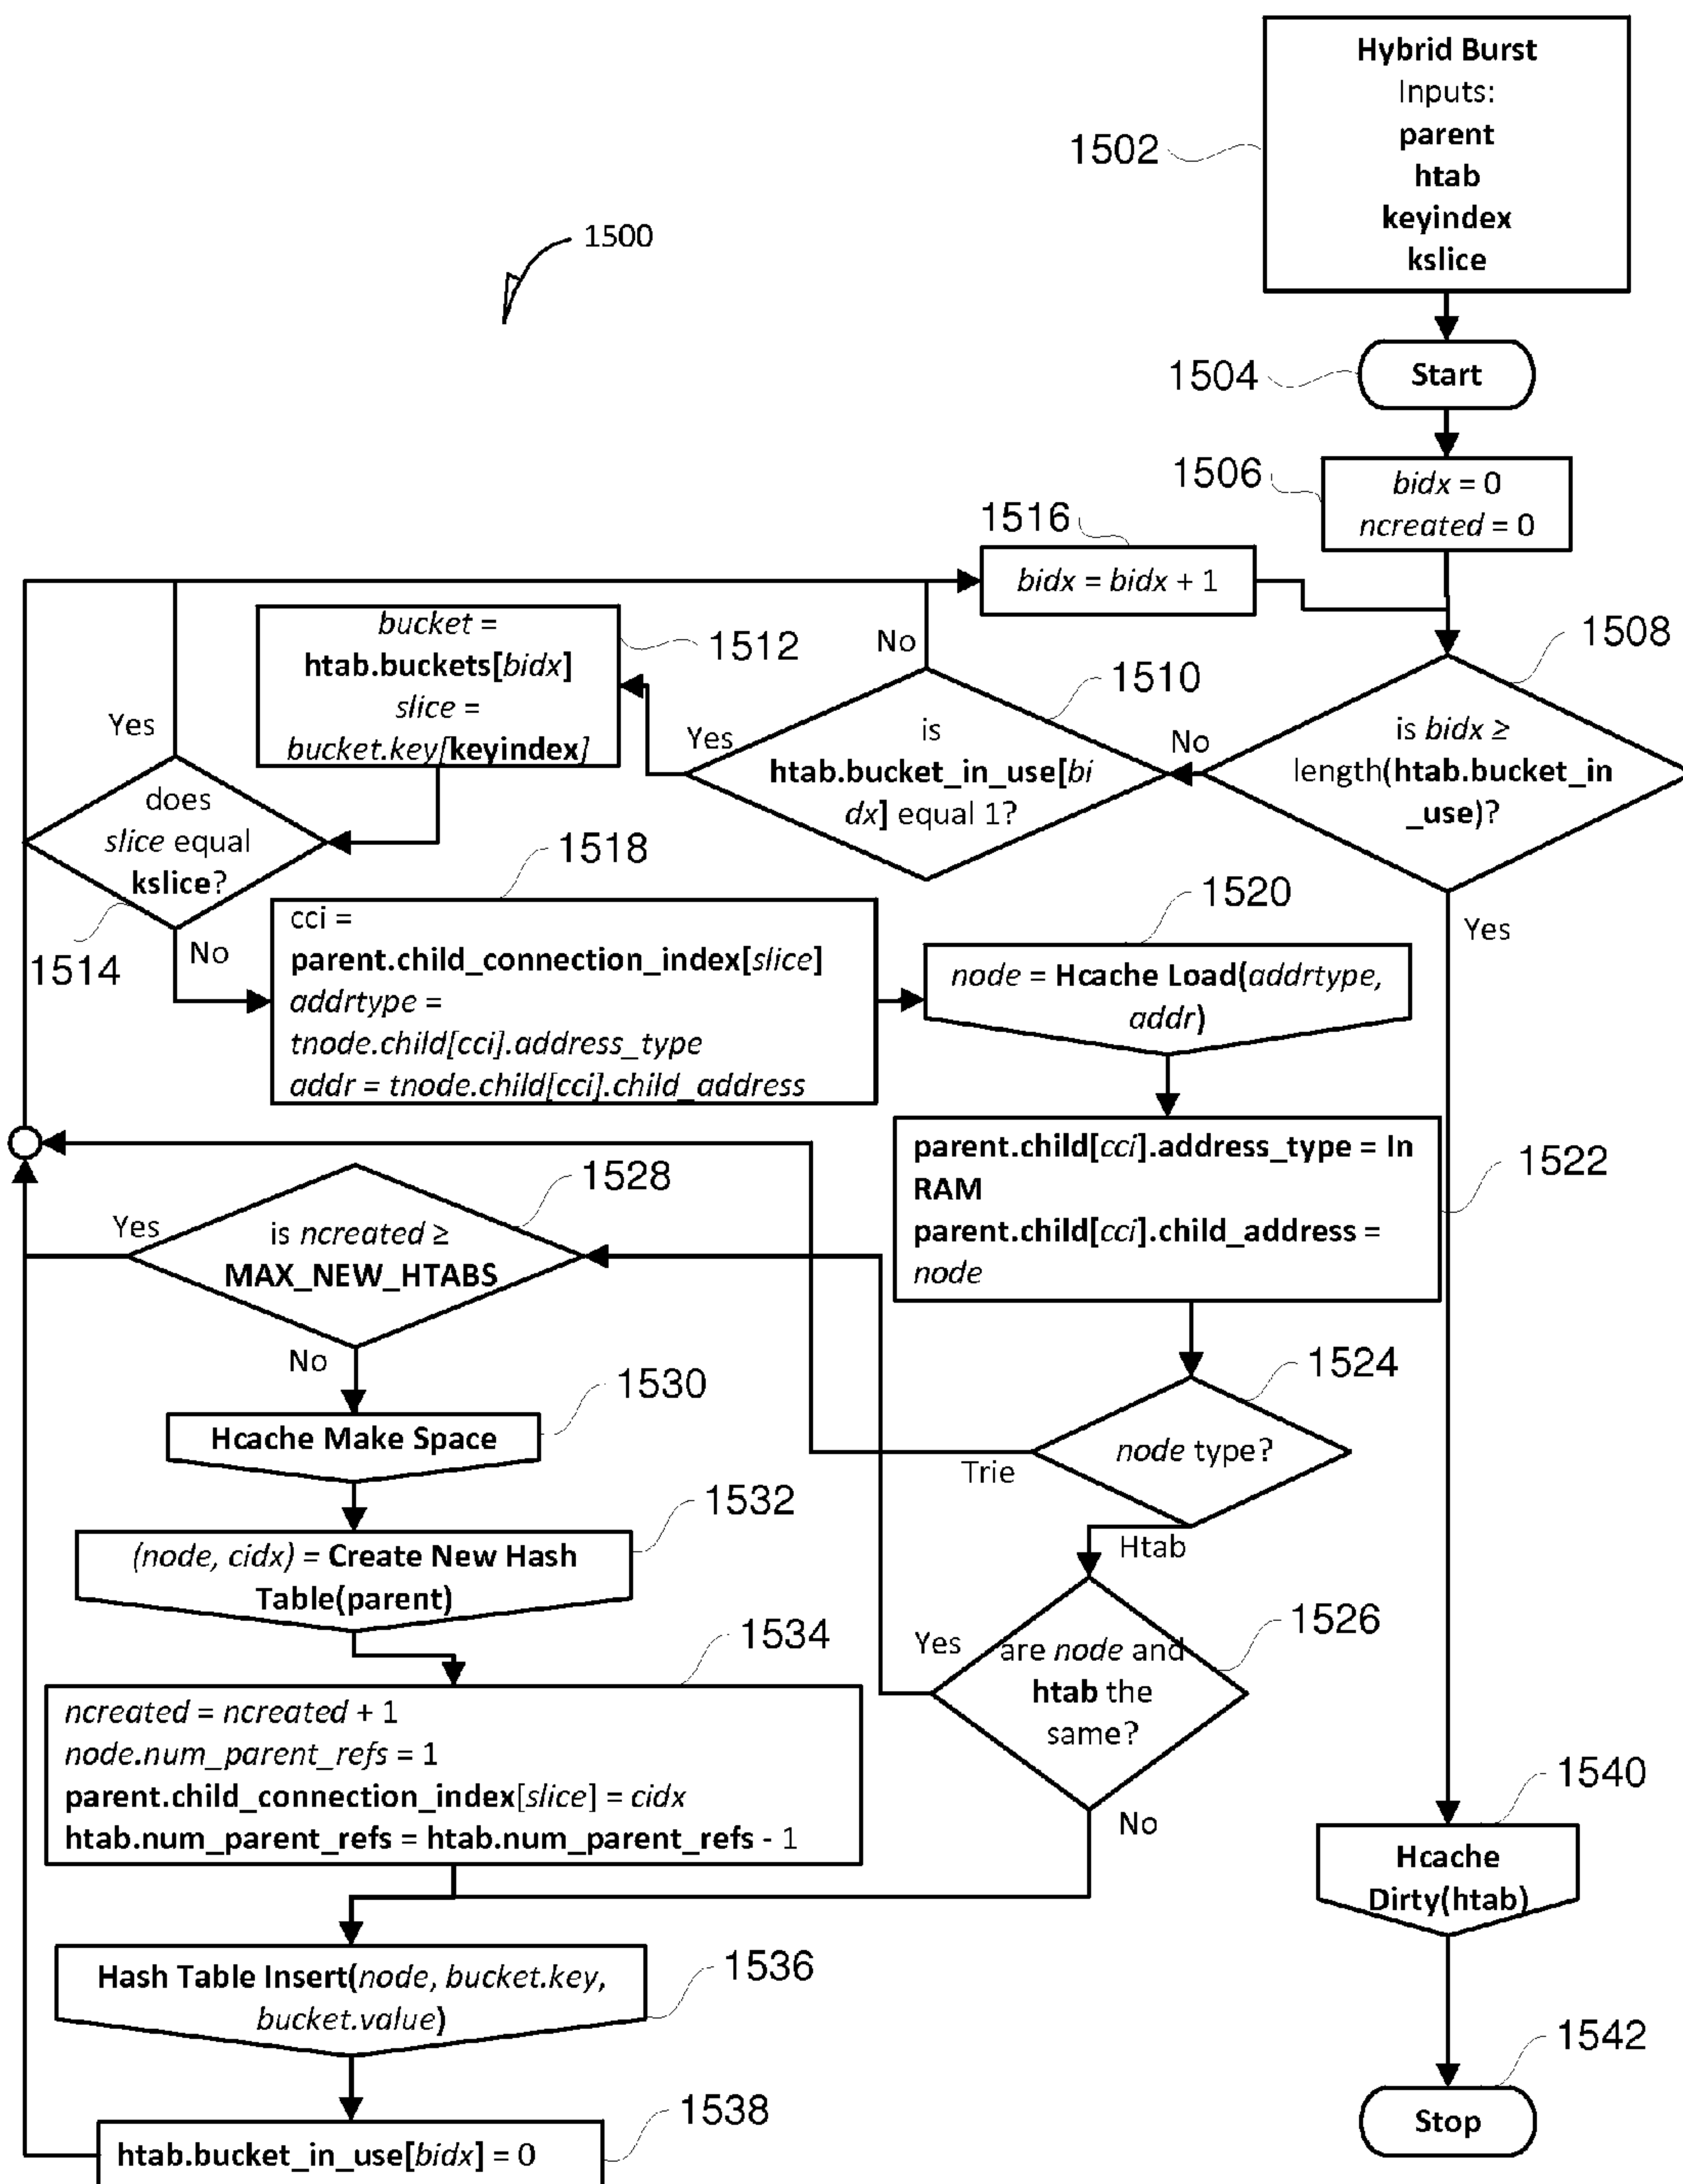 Hybrid Burst
Inputs:
parent
htab
keyindex
kslice
1502
1500
Start
1504
bidx = 0
ncreated = 0
1506
bidx = bidx + 1
1516
is bidx ≥
length(htab.bucket_in
_use)?
1508
No
Yes
is
htab.bucket_in_use[bi
dx] equal 1?
1510
No
Yes
bucket =
htab.buckets[bidx]
slice =
bucket.key[keyindex]
1512
does
slice equal
kslice?
1514
Yes
No
cci =
parent.child_connection_index[slice]
addrtype =
tnode.child[cci].address_type
addr = tnode.child[cci].child_address
1518
node = Hcache Load(addrtype,
addr)
1520
parent.child[cci].address_type = In
RAM
parent.child[cci].child_address =
node
1522
node type?
1524
Trie
Htab
are node and
htab the
same?
1526
Yes
No
is ncreated ≥
MAX_NEW_HTABS
1528
Yes
No
Hcache Make Space
1530
(node, cidx) = Create New Hash
Table(parent)
1532
ncreated = ncreated + 1
node.num_parent_refs = 1
parent.child_connection_index[slice] = cidx
htab.num_parent_refs = htab.num_parent_refs - 1
1534
Hash Table Insert(node, bucket.key,
bucket.value)
1536
htab.bucket_in_use[bidx] = 0
1538
Hcache
Dirty(htab)
1540
Stop
1542